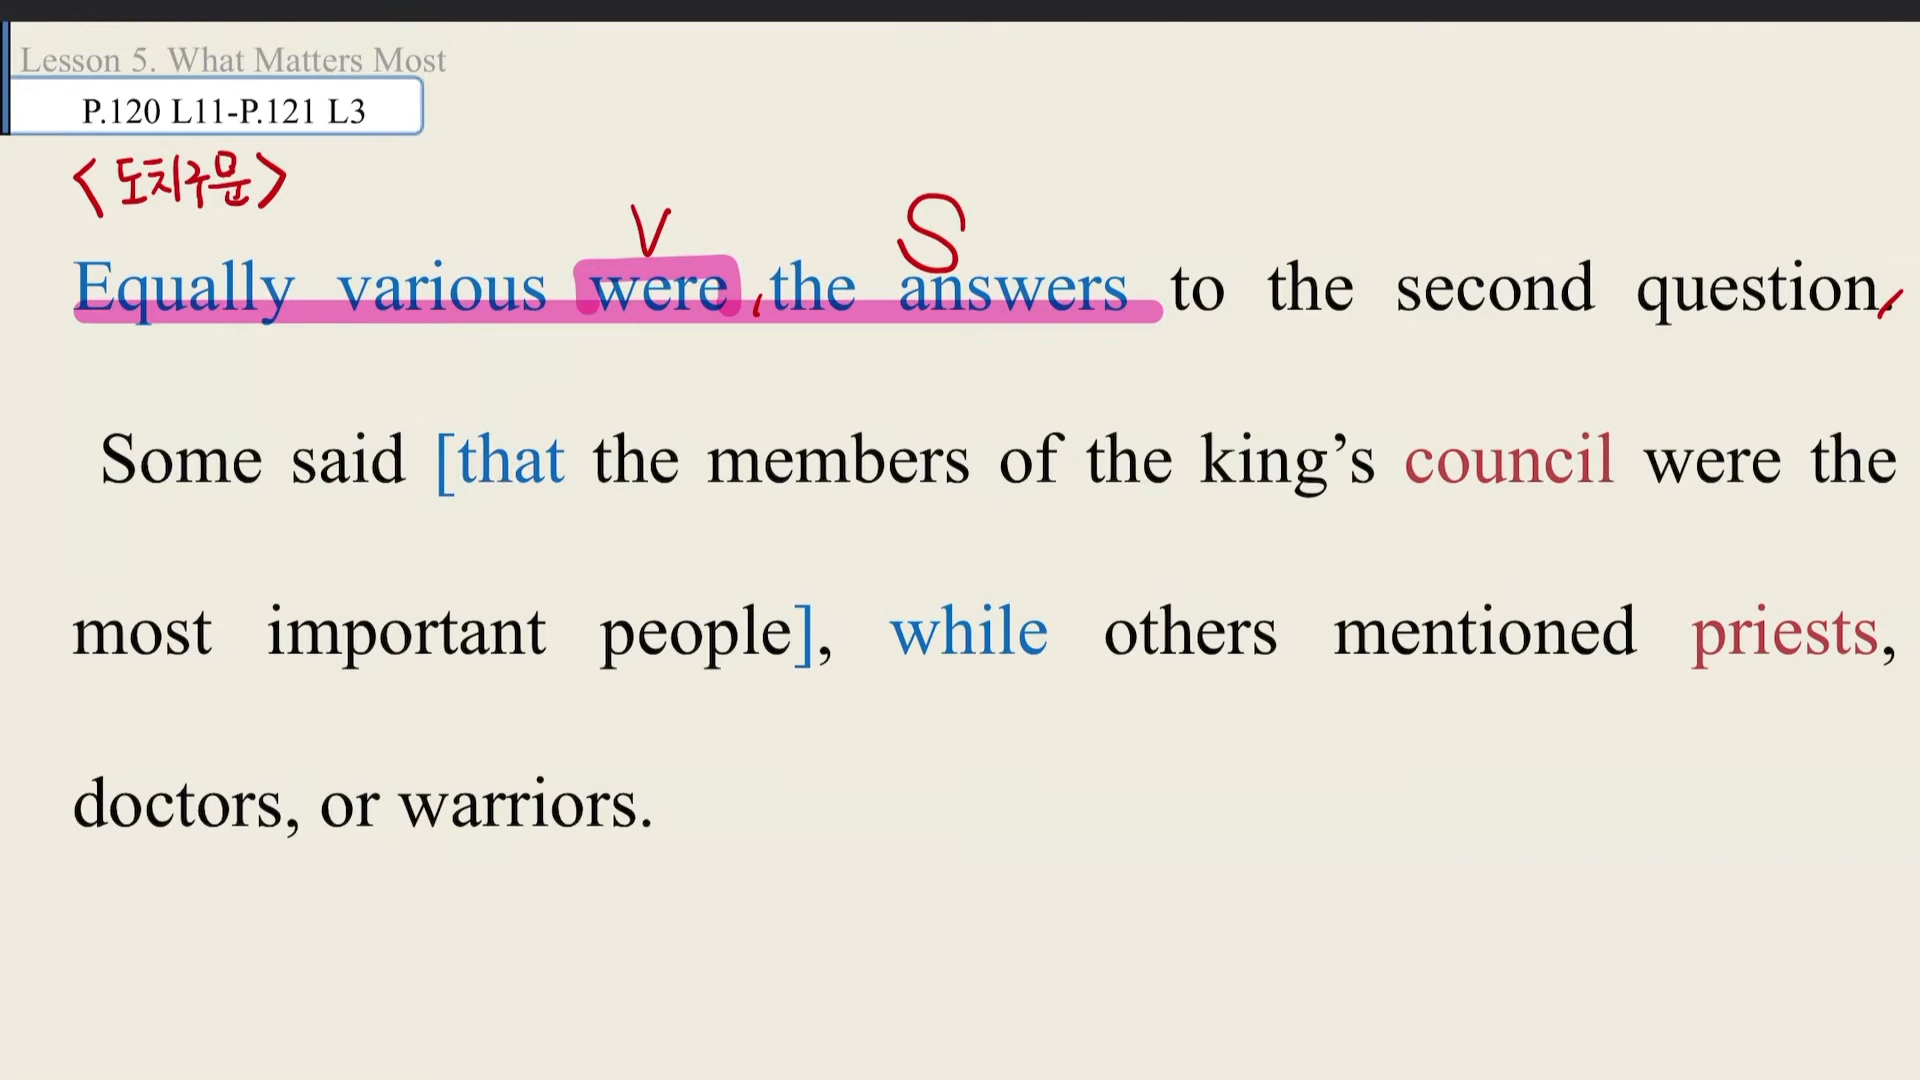 Lesson 5. What Matters Most
P.120 L11-P.121 L3
<도치구문>
V S
Equally various were the answers to the second question.
Some said [that the members of the king’s council were the
most important people], while others mentioned priests,
doctors, or warriors.